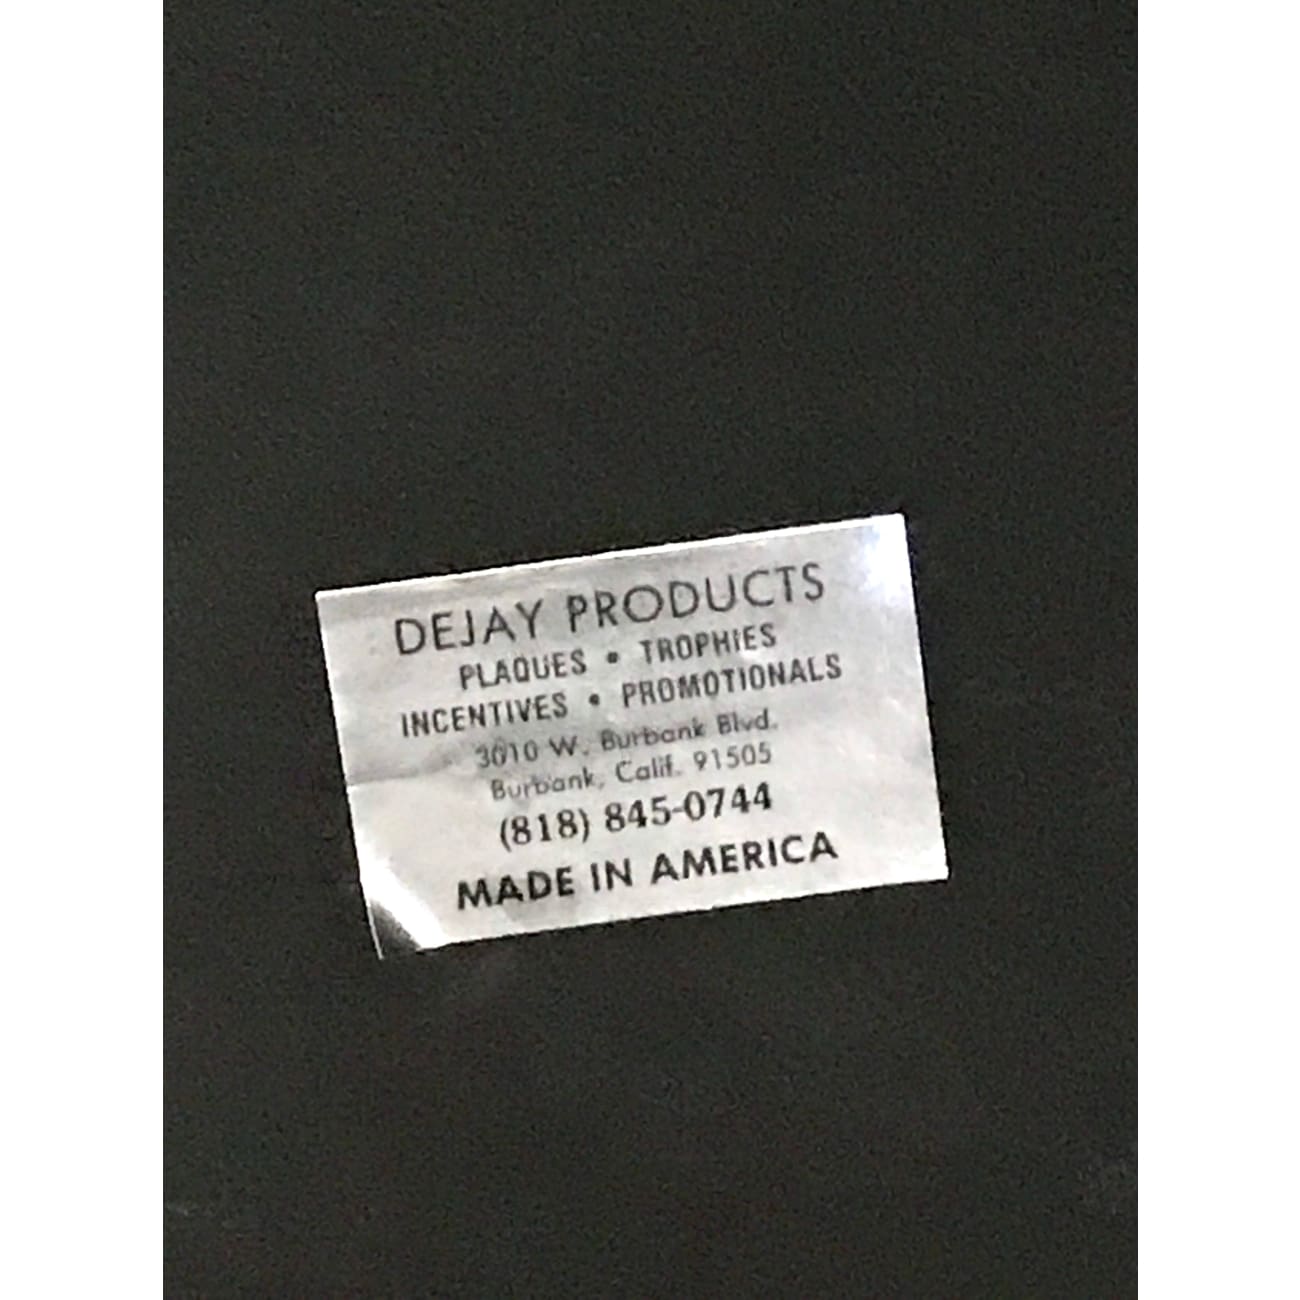 DEJAY PRODUCTS
PLAQUES • TROPHIES
INCENTIVES • PROMOTIONALS
3010 W. Burbank Blvd.
Burbank, Calif. 91505
(818) 845-0744
MADE IN AMERICA